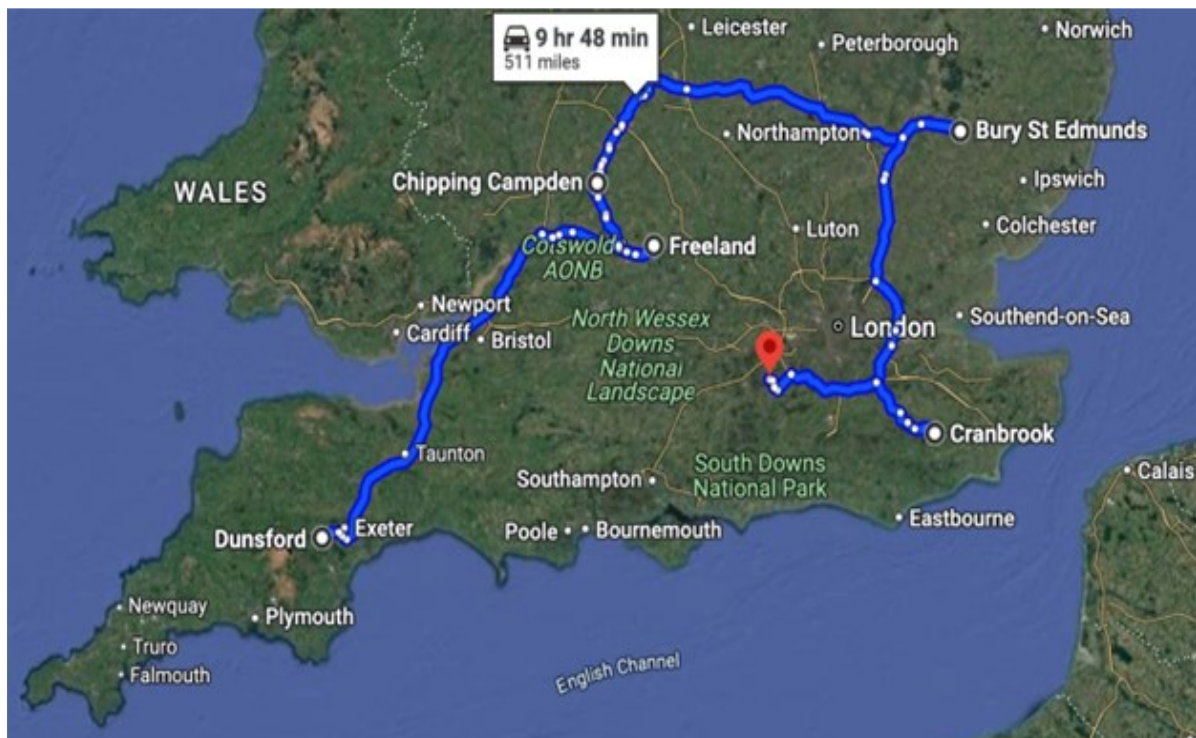 Leicester
Norwich
9 hr 48 min
511 miles
Peterborough
Northampton
Bury St Edmunds
Chipping Campden
WALES
Ipswich
Colchester
Luton
Freeland
Cotswold
AONB
Newport
Cardiff
Bristol
North Wessex
Downs
National
Landscape
London
Southend-on-Sea
Cranbrook
Taunton
South Downs
National Park
Southampton
Calais
Eastbourne
Poole
Bournemouth
Exeter
Dunsford
Newquay
Plymouth
Truro
Falmouth
English Channel